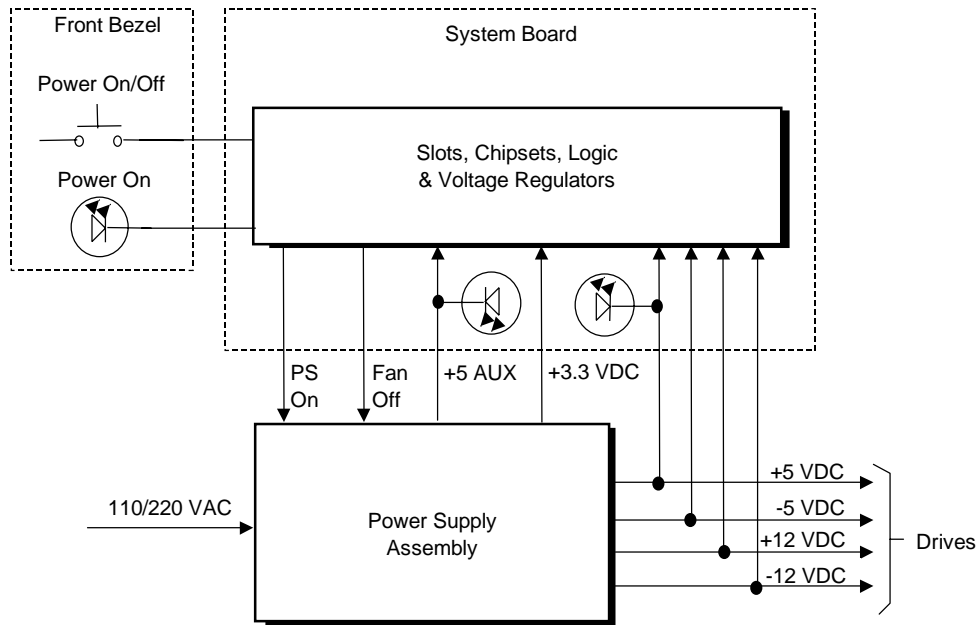 Front Bezel
System Board
Power On/Off
Slots, Chipsets, Logic
& Voltage Regulators
Power On
PS
On
Fan
Off
+5 AUX
+3.3 VDC
+5 VDC
110/220 VAC
-5 VDC
Power Supply
Assembly
+12 VDC
Drives
-12 VDC